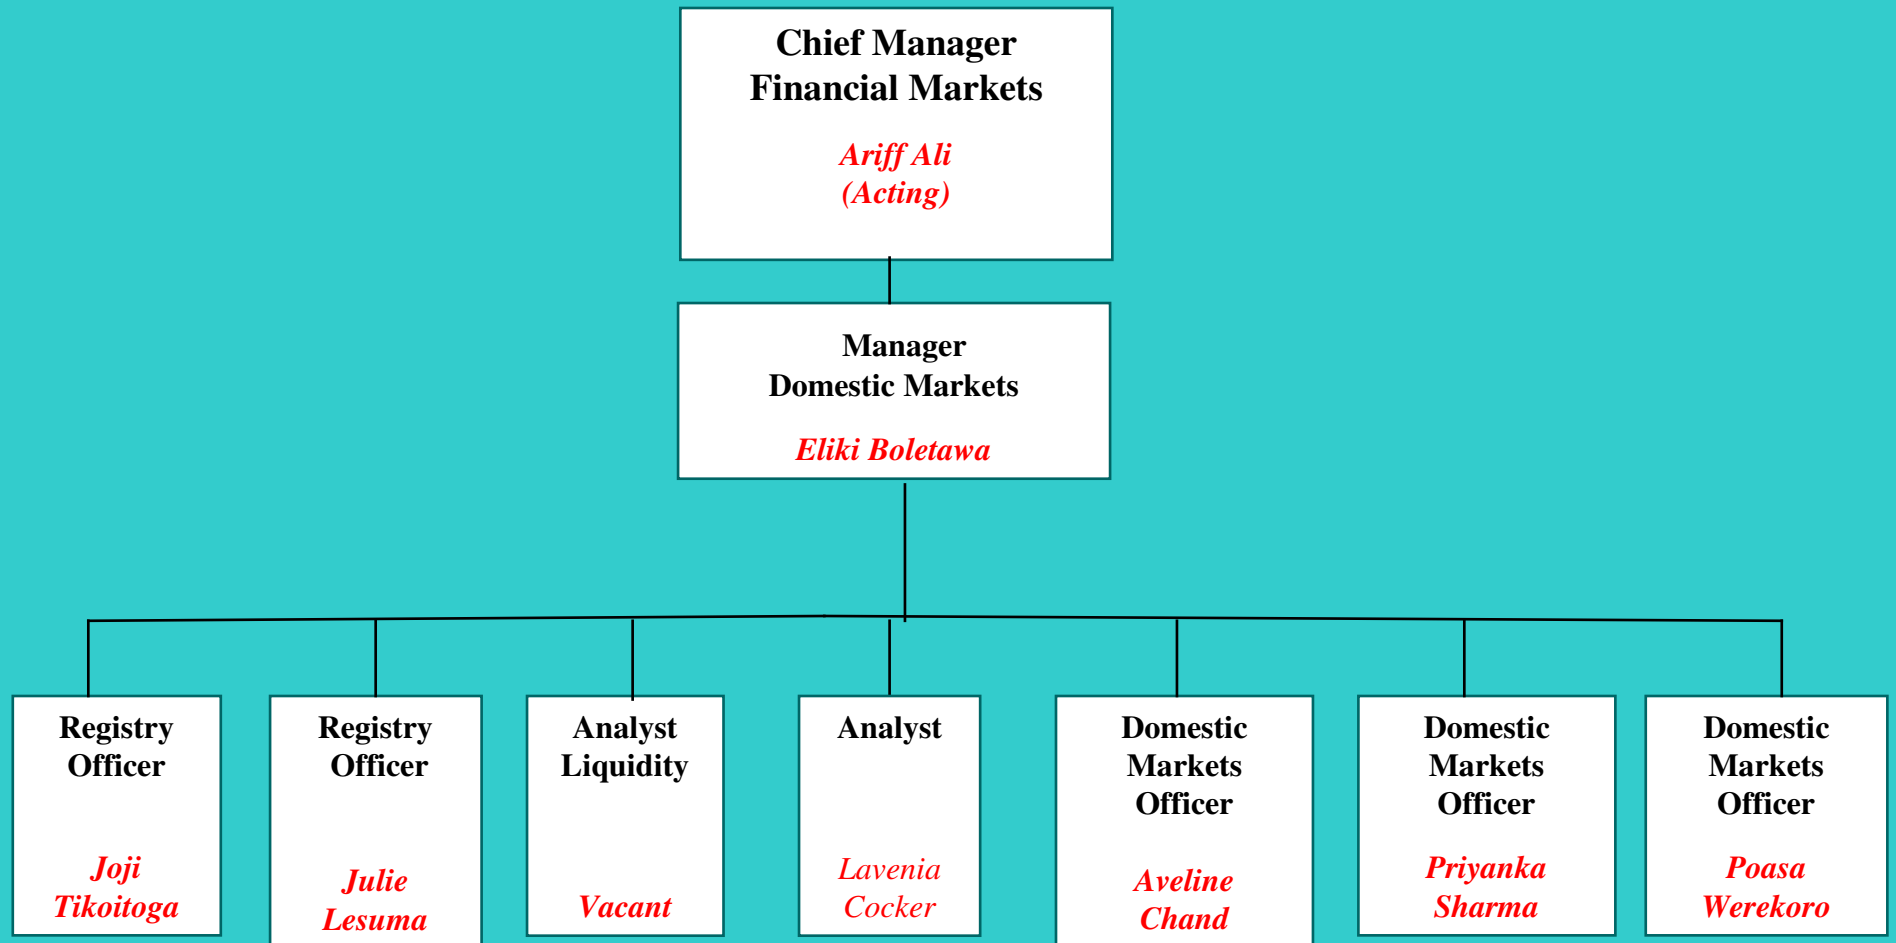 Chief Manager
Financial Markets
Ariff Ali
(Acting)
Manager
Domestic Markets
Eliki Boletawa
Registry
Officer
Joji
Tikoitoga
Registry
Officer
Julie
Lesuma
Analyst
Liquidity
Vacant
Analyst
Lavenia
Cocker
Domestic
Markets
Officer
Aveline
Chand
Domestic
Markets
Officer
Priyanka
Sharma
Domestic
Markets
Officer
Poasa
Werekoro